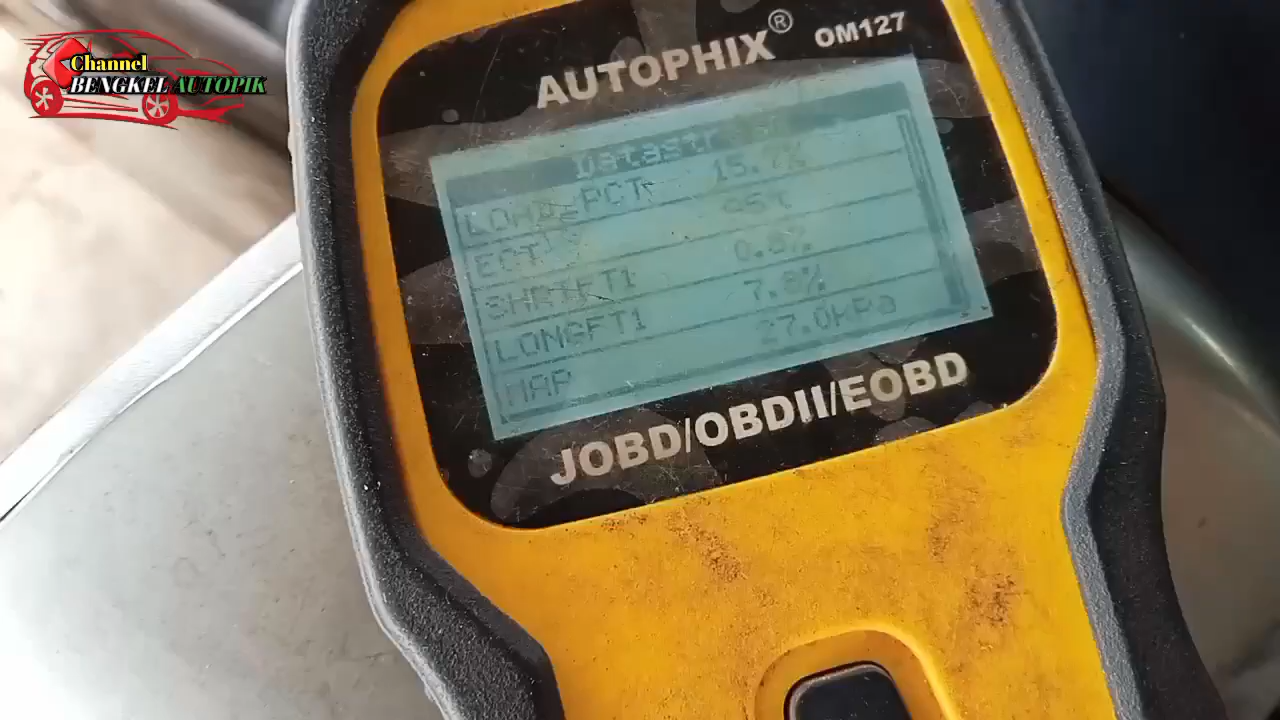 Channel
BENGKEL AUTOPIK
AUTOPHIX® OM127
Datastream
LOAD_PCT 15.7%
ECT
SHRTFT1 0.8%
LONGFT1 7.8%
MAP 27.0kPa
JOBD/OBDII/EOBD